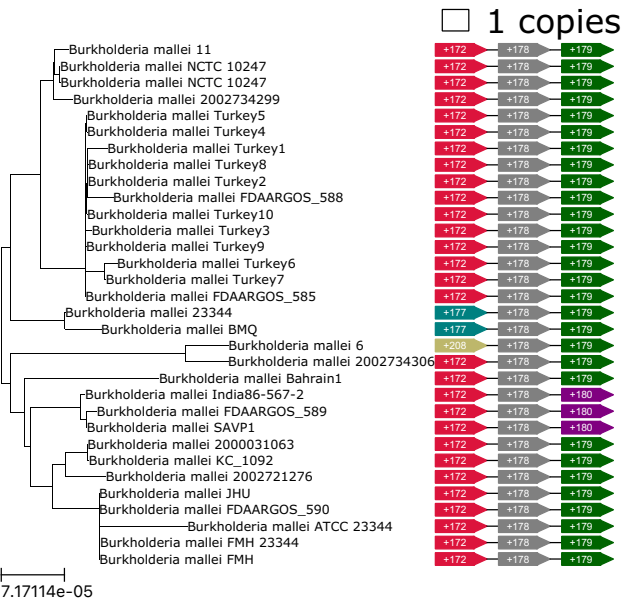 1 copies
Burkholderia mallei 11 +172 +178 +179
Burkholderia mallei NCTC 10247 +172 +178 +179
Burkholderia mallei NCTC 10247 +172 +178 +179
Burkholderia mallei 2002734299 +172 +178 +179
Burkholderia mallei Turkey5 +172 +178 +179
Burkholderia mallei Turkey4 +172 +178 +179
Burkholderia mallei Turkey1 +172 +178 +179
Burkholderia mallei Turkey8 +172 +178 +179
Burkholderia mallei Turkey2 +172 +178 +179
Burkholderia mallei FDAARGOS_588 +172 +178 +179
Burkholderia mallei Turkey10 +172 +178 +179
Burkholderia mallei Turkey3 +172 +178 +179
Burkholderia mallei Turkey9 +172 +178 +179
Burkholderia mallei Turkey6 +172 +178 +179
Burkholderia mallei Turkey7 +172 +178 +179
Burkholderia mallei FDAARGOS_585 +172 +178 +179
Burkholderia mallei 23344 +177 +178 +179
Burkholderia mallei BMQ +177 +178 +179
Burkholderia mallei 6 +208 +178 +179
Burkholderia mallei 2002734306 +172 +178 +179
Burkholderia mallei Bahrain1 +172 +178 +179
Burkholderia mallei India86-567-2 +172 +178 +180
Burkholderia mallei FDAARGOS_589 +172 +178 +180
Burkholderia mallei SAVP1 +172 +178 +180
Burkholderia mallei 2000031063 +172 +178 +179
Burkholderia mallei KC_1092 +172 +178 +179
Burkholderia mallei 2002721276 +172 +178 +179
Burkholderia mallei JHU +172 +178 +179
Burkholderia mallei FDAARGOS_590 +172 +178 +179
Burkholderia mallei ATCC 23344 +172 +178 +179
Burkholderia mallei FMH 23344 +172 +178 +179
Burkholderia mallei FMH +172 +178 +179
7.17114e-05